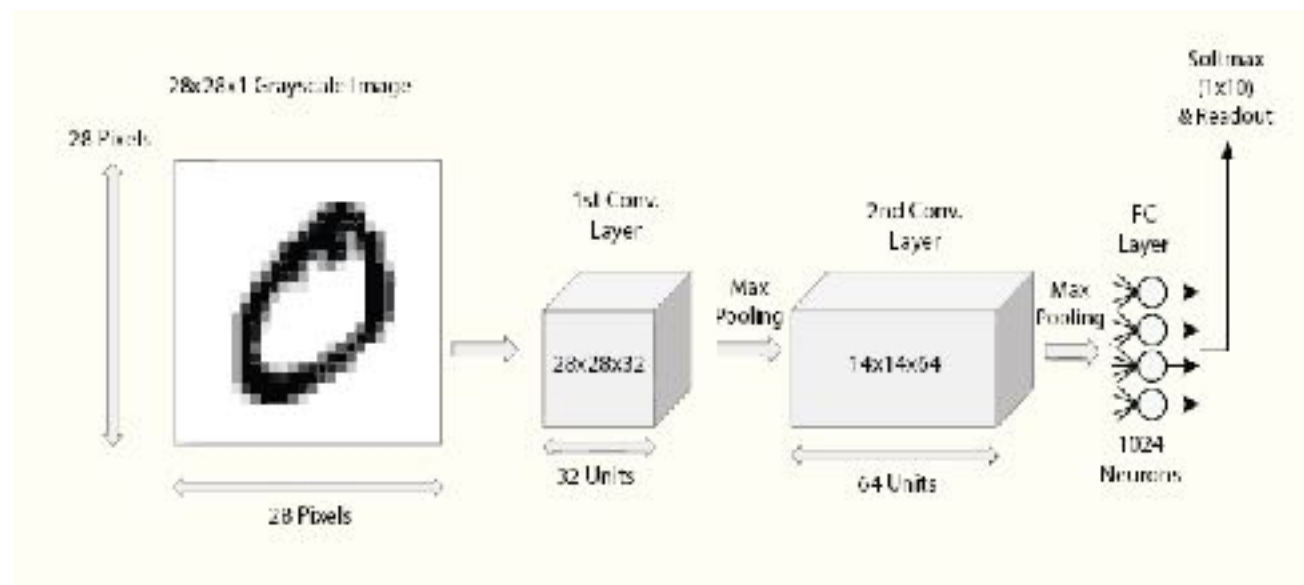 28x28x1 Grayscale Image
28 Pixels
28 Pixels
1st Conv.
Layer
28x28x32
32 Units
Max
Pooling
2nd Conv.
Layer
14x14x64
64 Units
Max
Pooling
FC
Layer
1024
Neurons
Softmax
(1x10)
& Readout